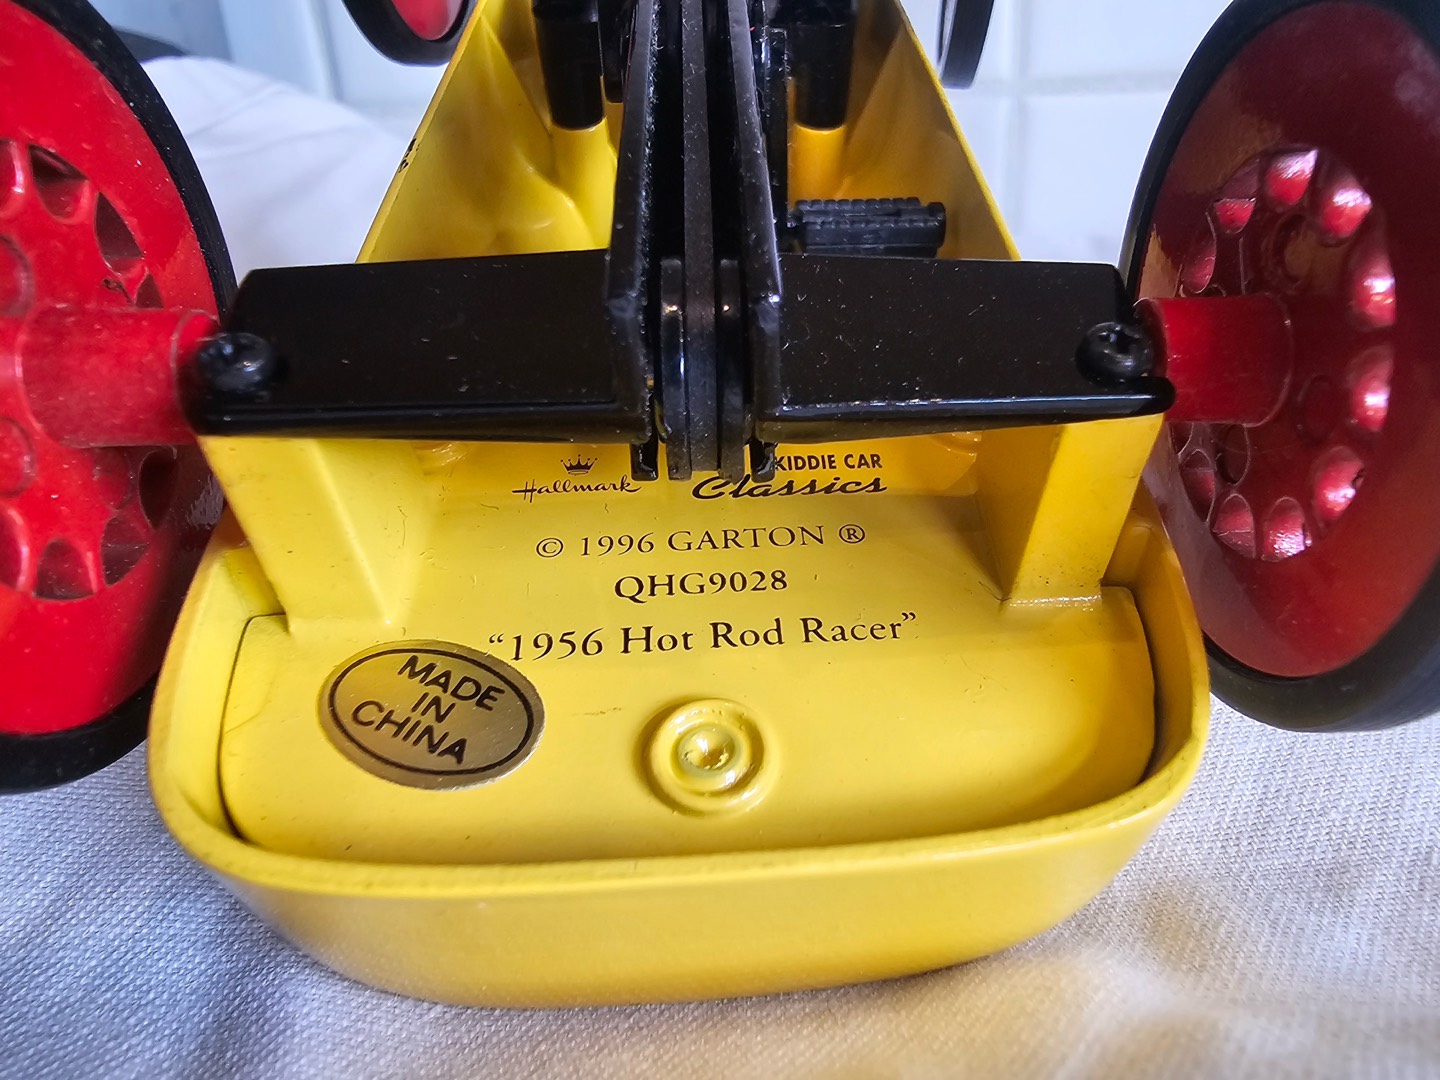 Hallmark
KIDDIE CAR
Classics
© 1996 GARTON ®
QHG9028
“1956 Hot Rod Racer”
MADE
IN
CHINA